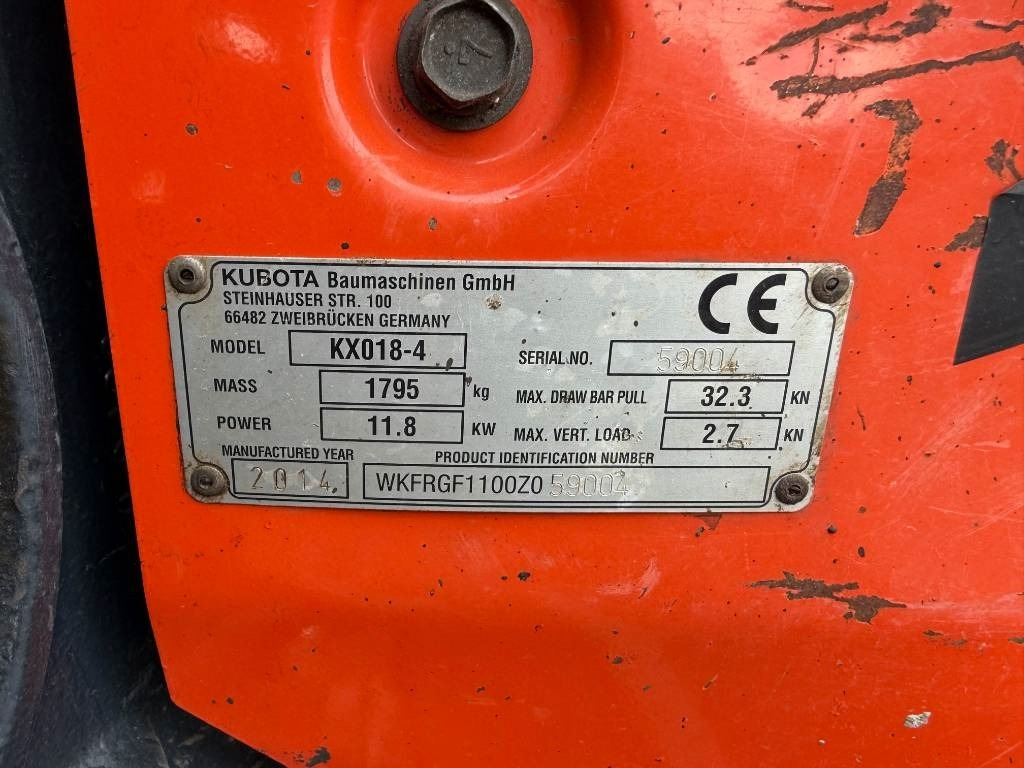 KUBOTA Baumaschinen GmbH
STEINHAUSER STR. 100
66482 ZWEIBRÜCKEN GERMANY
CE
MODEL KX018-4
SERIAL NO. 59004
MASS 1795 kg
MAX. DRAW BAR PULL 32.3 KN
POWER 11.8 KW
MAX. VERT. LOAD 2.7 KN
MANUFACTURED YEAR
PRODUCT IDENTIFICATION NUMBER
2014
WKFRGF1100Z059004